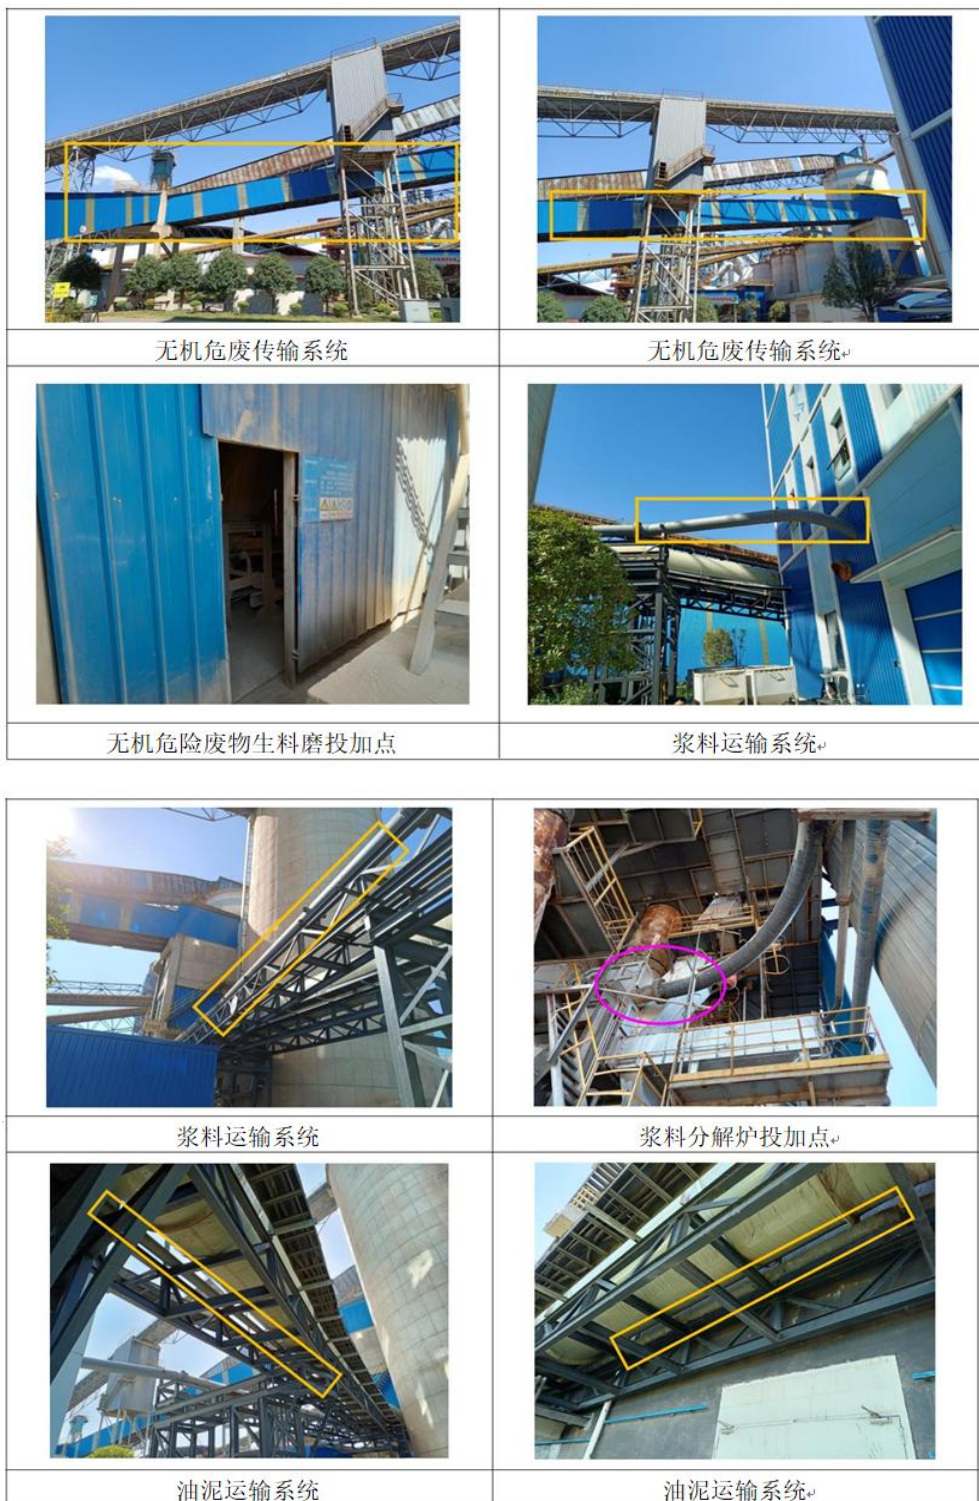 无机危废传输系统
无机危废传输系统
无机危险废物生料磨投加点
浆料运输系统
浆料运输系统
浆料分解炉投加点
油泥运输系统
油泥运输系统